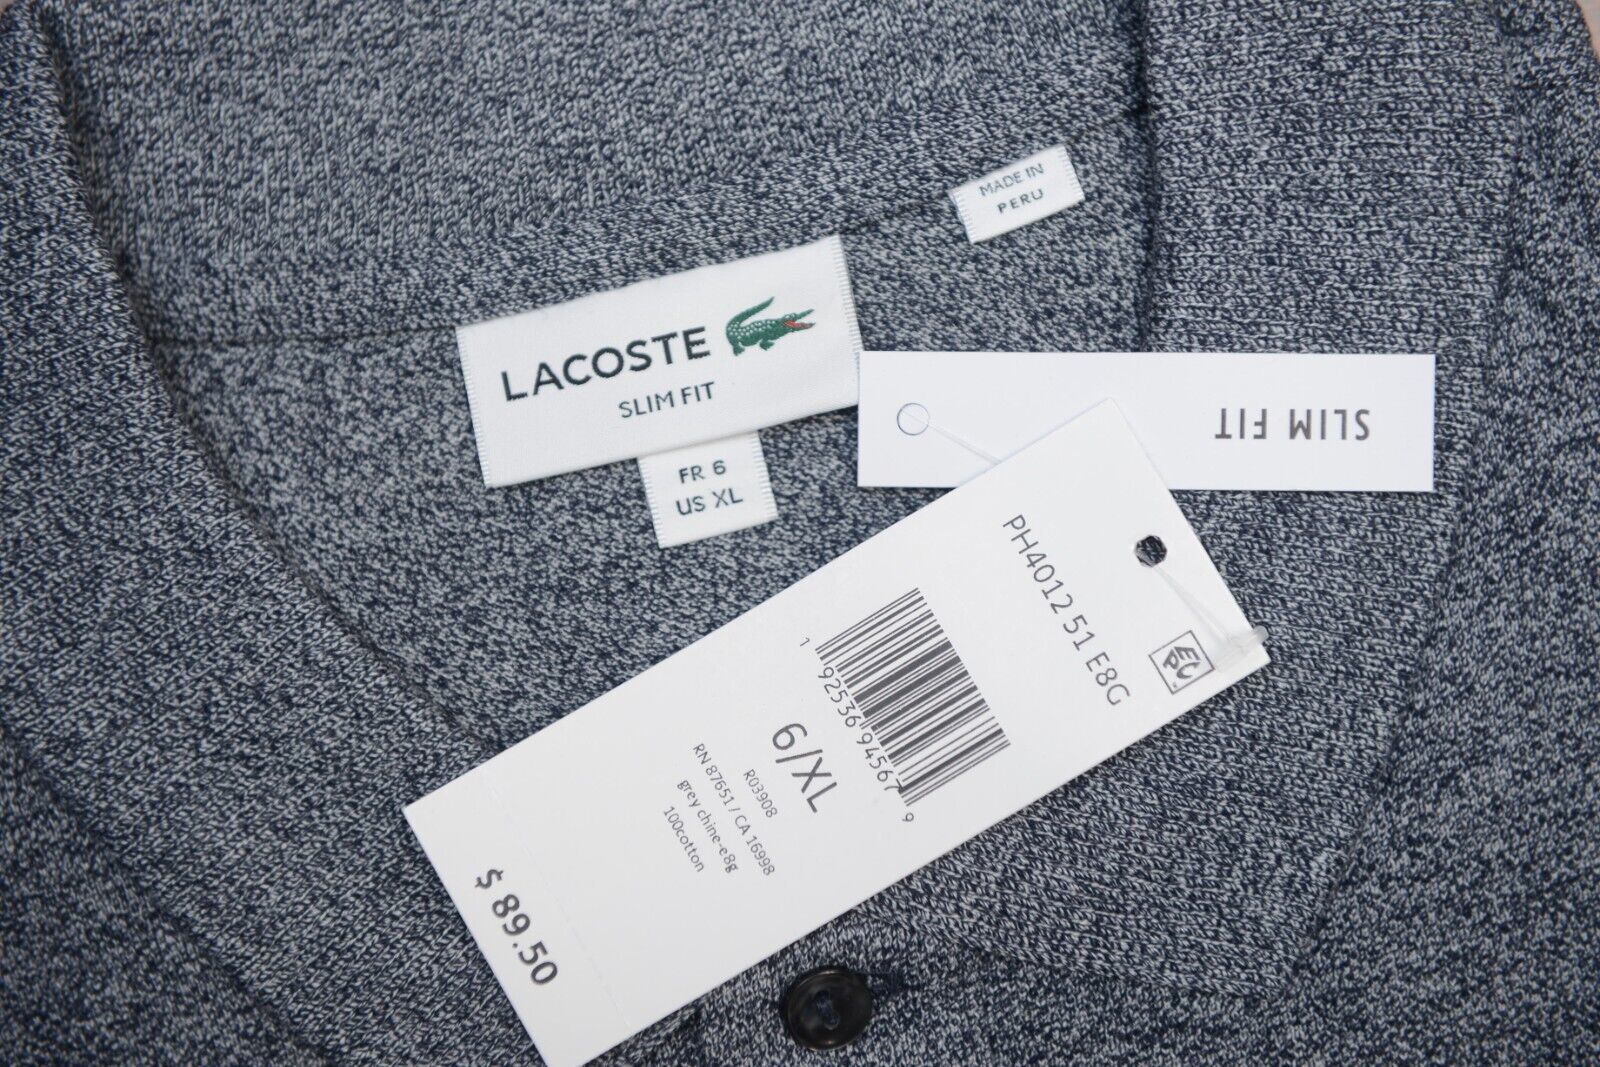 MADE IN
PERU
LACOSTE
SLIM FIT
FR 6
US XL
SLIM FIT
PH4012 51 E8G
1 92536 94567 9
6/XL
R03908
RN 87651 / CA 16998
grey chine-e8g
100cotton
$ 89.50